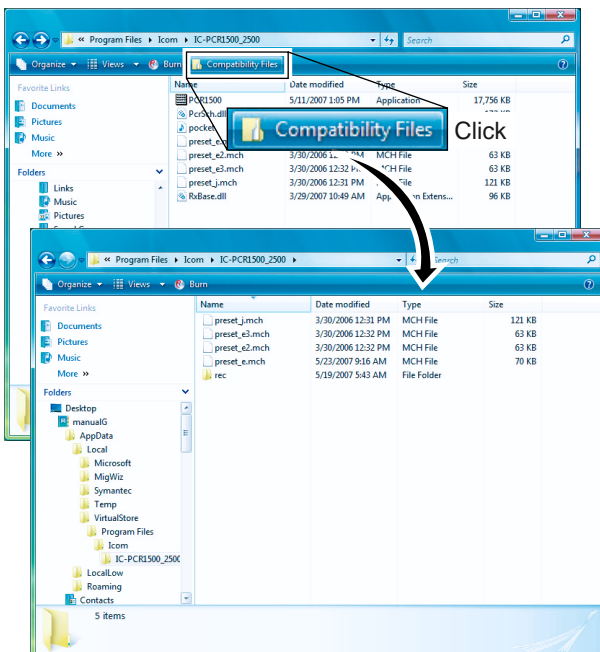 « Program Files ▸ Icom ▸ IC-PCR1500_2500
Search
Organize Views Burn Compatibility Files
Favorite Links
Documents
Pictures
Music
More »
Folders
Links
Music
Pictures
Name Date modified Type Size
PCR1500 5/11/2007 1:05 PM Application 17,756 KB
PcrSch.dll
preset_e2.mch 3/30/2006 MCH File 63 KB
preset_e3.mch 3/30/2006 12:32 File 63 KB
preset_j.mch 3/30/2006 12:31 PM File 121 KB
RxBase.dll 3/29/2007 10:49 AM Extens... 96 KB
Compatibility Files Click
« Program Files ▸ Icom ▸ IC-PCR1500_2500 ▸
Search
Organize Views Burn
Favorite Links
Documents
Pictures
Music
More »
Folders
Desktop
manualG
AppData
Local
Microsoft
MigWiz
Symantec
Temp
VirtualStore
Program Files
Icom
IC-PCR1500_2500
LocalLow
Roaming
Contacts
Name Date modified Type Size
preset_j.mch 3/30/2006 12:31 PM MCH File 121 KB
preset_e3.mch 3/30/2006 12:32 PM MCH File 63 KB
preset_e2.mch 3/30/2006 12:32 PM MCH File 63 KB
preset_e.mch 5/23/2007 9:16 AM MCH File 70 KB
rec 5/19/2007 5:43 AM File Folder
5 items